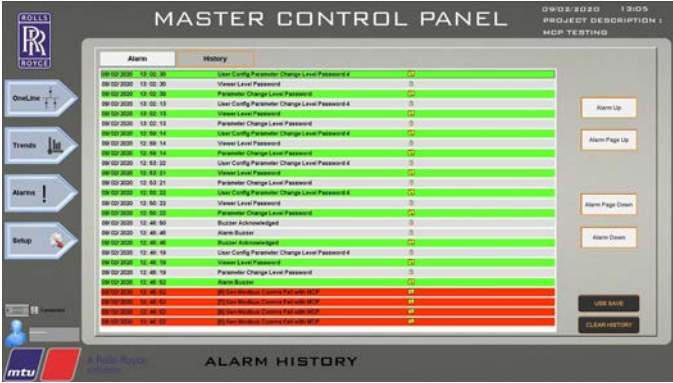 ROLLS
RR
ROYCE
MASTER CONTROL PANEL
09/02/2020 13:05
PROJECT DESCRIPTION :
MCP TESTING
Alarm History
09/02/2020 13:02:30 User Config Parameter Change Level Password 4
09/02/2020 13:02:30 Viewer Level Password
09/02/2020 13:02:30 Parameter Change Level Password
09/02/2020 13:02:13 User Config Parameter Change Level Password 4
09/02/2020 13:02:13 Viewer Level Password
09/02/2020 13:02:13 Parameter Change Level Password
09/02/2020 12:59:14 User Config Parameter Change Level Password 4
09/02/2020 12:59:14 Viewer Level Password
09/02/2020 12:59:14 Parameter Change Level Password
09/02/2020 12:53:22 User Config Parameter Change Level Password 4
09/02/2020 12:53:21 Viewer Level Password
09/02/2020 12:53:21 Parameter Change Level Password
09/02/2020 12:50:22 User Config Parameter Change Level Password 4
09/02/2020 12:50:22 Viewer Level Password
09/02/2020 12:50:22 Parameter Change Level Password
09/02/2020 12:46:50 Buzzer Acknowledged
09/02/2020 12:46:46 Alarm Buzzer
09/02/2020 12:46:46 Buzzer Acknowledged
09/02/2020 12:46:19 User Config Parameter Change Level Password 4
09/02/2020 12:46:19 Viewer Level Password
09/02/2020 12:46:19 Parameter Change Level Password
09/02/2020 12:45:52 Alarm Buzzer
Gen Modbus Comms Fail with MCP
Gen Modbus Comms Fail with MCP
Gen Modbus Comms Fail with MCP
Gen Modbus Comms Fail with MCP
OneLine
Trends
Alarms
Setup
Alarm Up
Alarm Page Up
Alarm Page Down
Alarm Down
USB SAVE
CLEAR HISTORY
mtu
A Rolls-Royce
solution
ALARM HISTORY